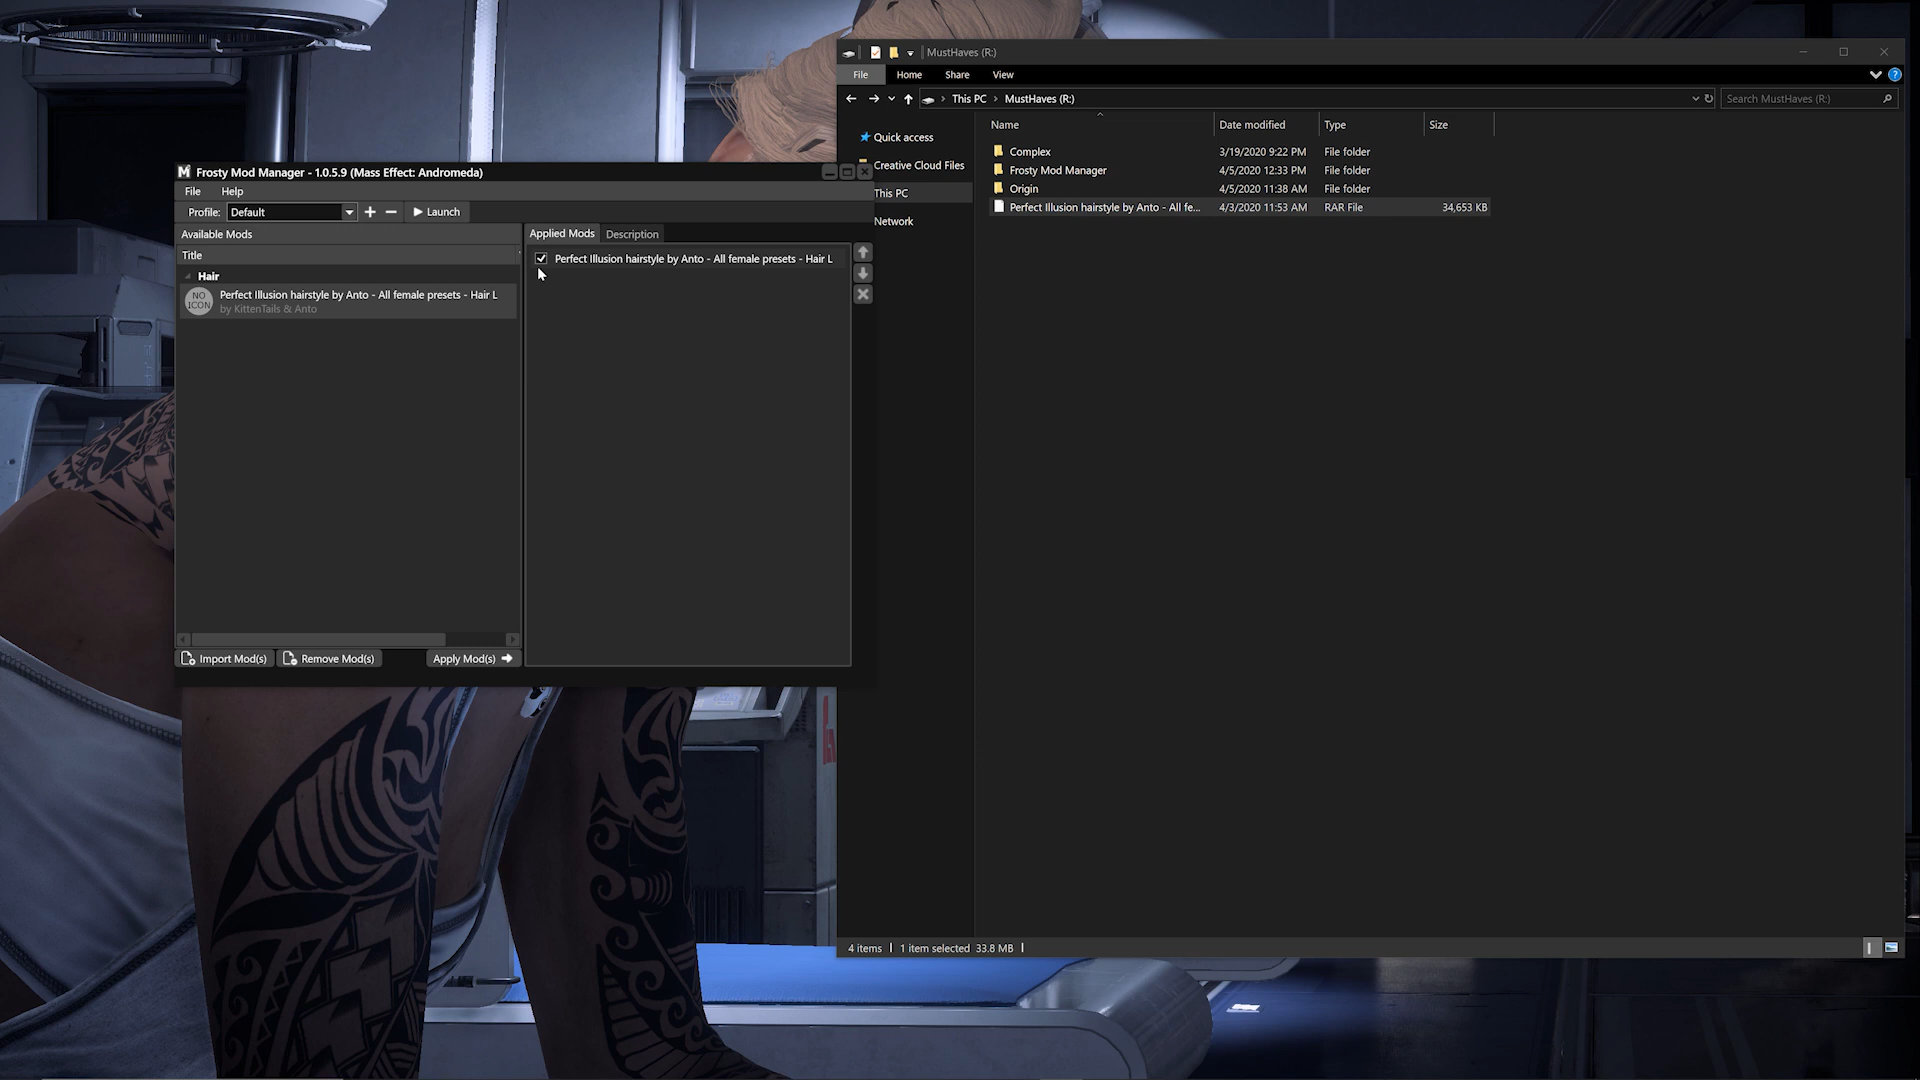 MustHaves (R:)
File Home Share View
This PC › MustHaves (R:)
Search MustHaves (R:)
Name Date modified Type Size
Quick access
Creative Cloud Files
This PC
Network
Complex 3/19/2020 9:22 PM File folder
Frosty Mod Manager 4/5/2020 12:33 PM File folder
Origin 4/5/2020 11:38 AM File folder
Perfect Illusion hairstyle by Anto - All fe... 4/3/2020 11:53 AM RAR File 34,653 KB
4 items 1 item selected 33.8 MB
M Frosty Mod Manager - 1.0.5.9 (Mass Effect: Andromeda)
File Help
Profile: Default Launch
Available Mods
Title
Hair
NO ICON
Perfect Illusion hairstyle by Anto - All female presets - Hair L
by KittenTails & Anto
Import Mod(s) Remove Mod(s) Apply Mod(s)
Applied Mods Description
Perfect Illusion hairstyle by Anto - All female presets - Hair L